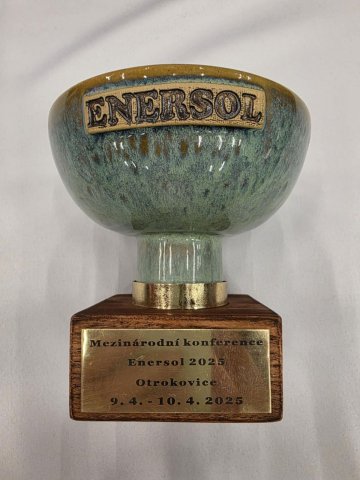 ENERSOL
Mezinárodní konference
Enersol 2025
Otrokovice
9. 4. - 10. 4. 2025